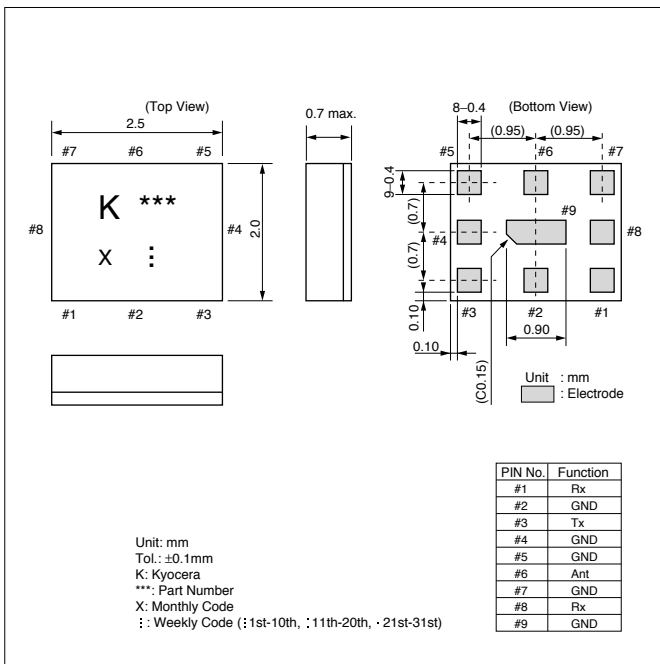 (Top View)
2.5
#7 #6 #5
K ***
X ⋮
#8
#4
2.0
#1 #2 #3
0.7 max.
8–0.4 (Bottom View)
(0.95) (0.95)
#5 #6 #7
9–0.4
(0.7)
#9
#4
#8
(0.7)
0.10
#3 #2 #1
0.10
0.90
(C0.15)
Unit : mm
: Electrode
PIN No. Function
#1 Rx
#2 GND
#3 Tx
#4 GND
#5 GND
#6 Ant
#7 GND
#8 Rx
#9 GND
Unit: mm
Tol.: ±0.1mm
K: Kyocera
***: Part Number
X: Monthly Code
⋮: Weekly Code (⋮1st-10th, :11th-20th, ·21st-31st)